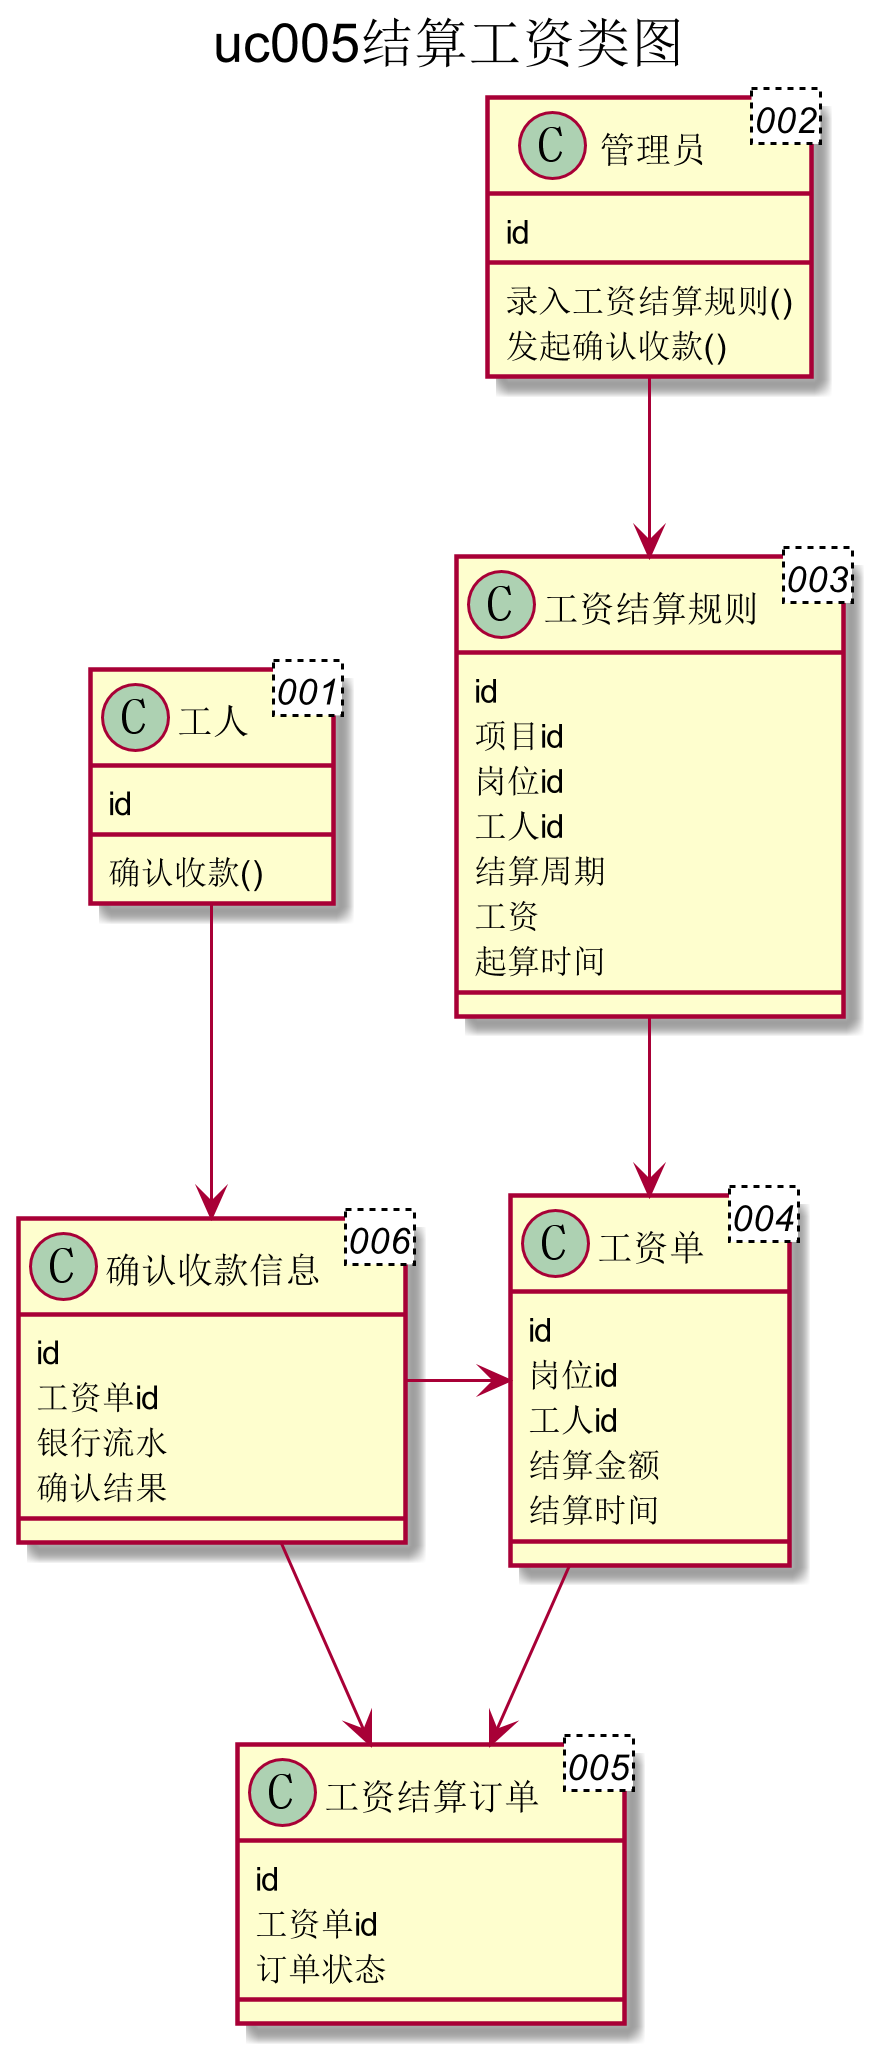 uc005结算工资类图
C 管理员
002
id
录入工资结算规则()
发起确认收款()
C 工资结算规则
003
id
项目id
岗位id
工人id
结算周期
工资
起算时间
C 工人
001
id
确认收款()
C 确认收款信息
006
id
工资单id
银行流水
确认结果
C 工资单
004
id
岗位id
工人id
结算金额
结算时间
C 工资结算订单
005
id
工资单id
订单状态